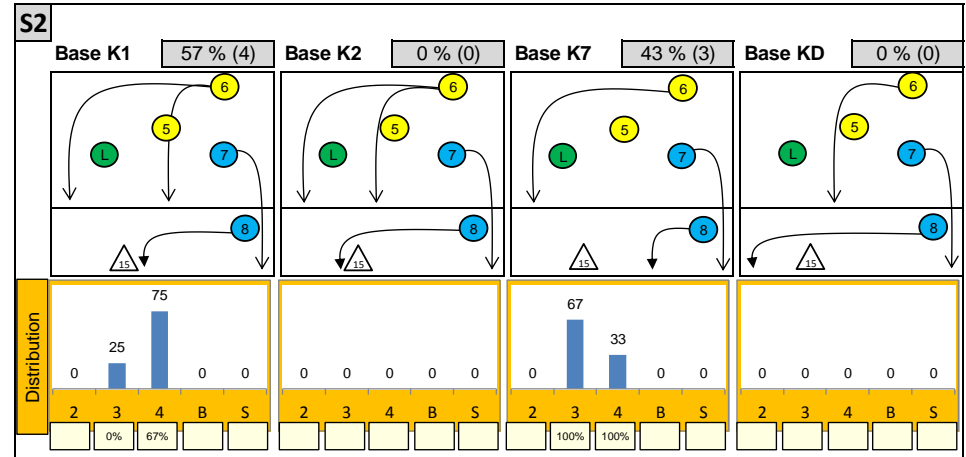 S2
Base K1 57 % (4) Base K2 0 % (0) Base K7 43 % (3) Base KD 0 % (0)
6 6 6 6
5 5 5 5
L 7 L 7 L 7 L 7
8 8 8 8
15 15 15 15
Distribution
75
67
25 33
0 0 0 0 0 0 0 0 0 0 0 0 0 0 0 0
2 3 4 B S 2 3 4 B S 2 3 4 B S 2 3 4 B S
0% 67% 100% 100%